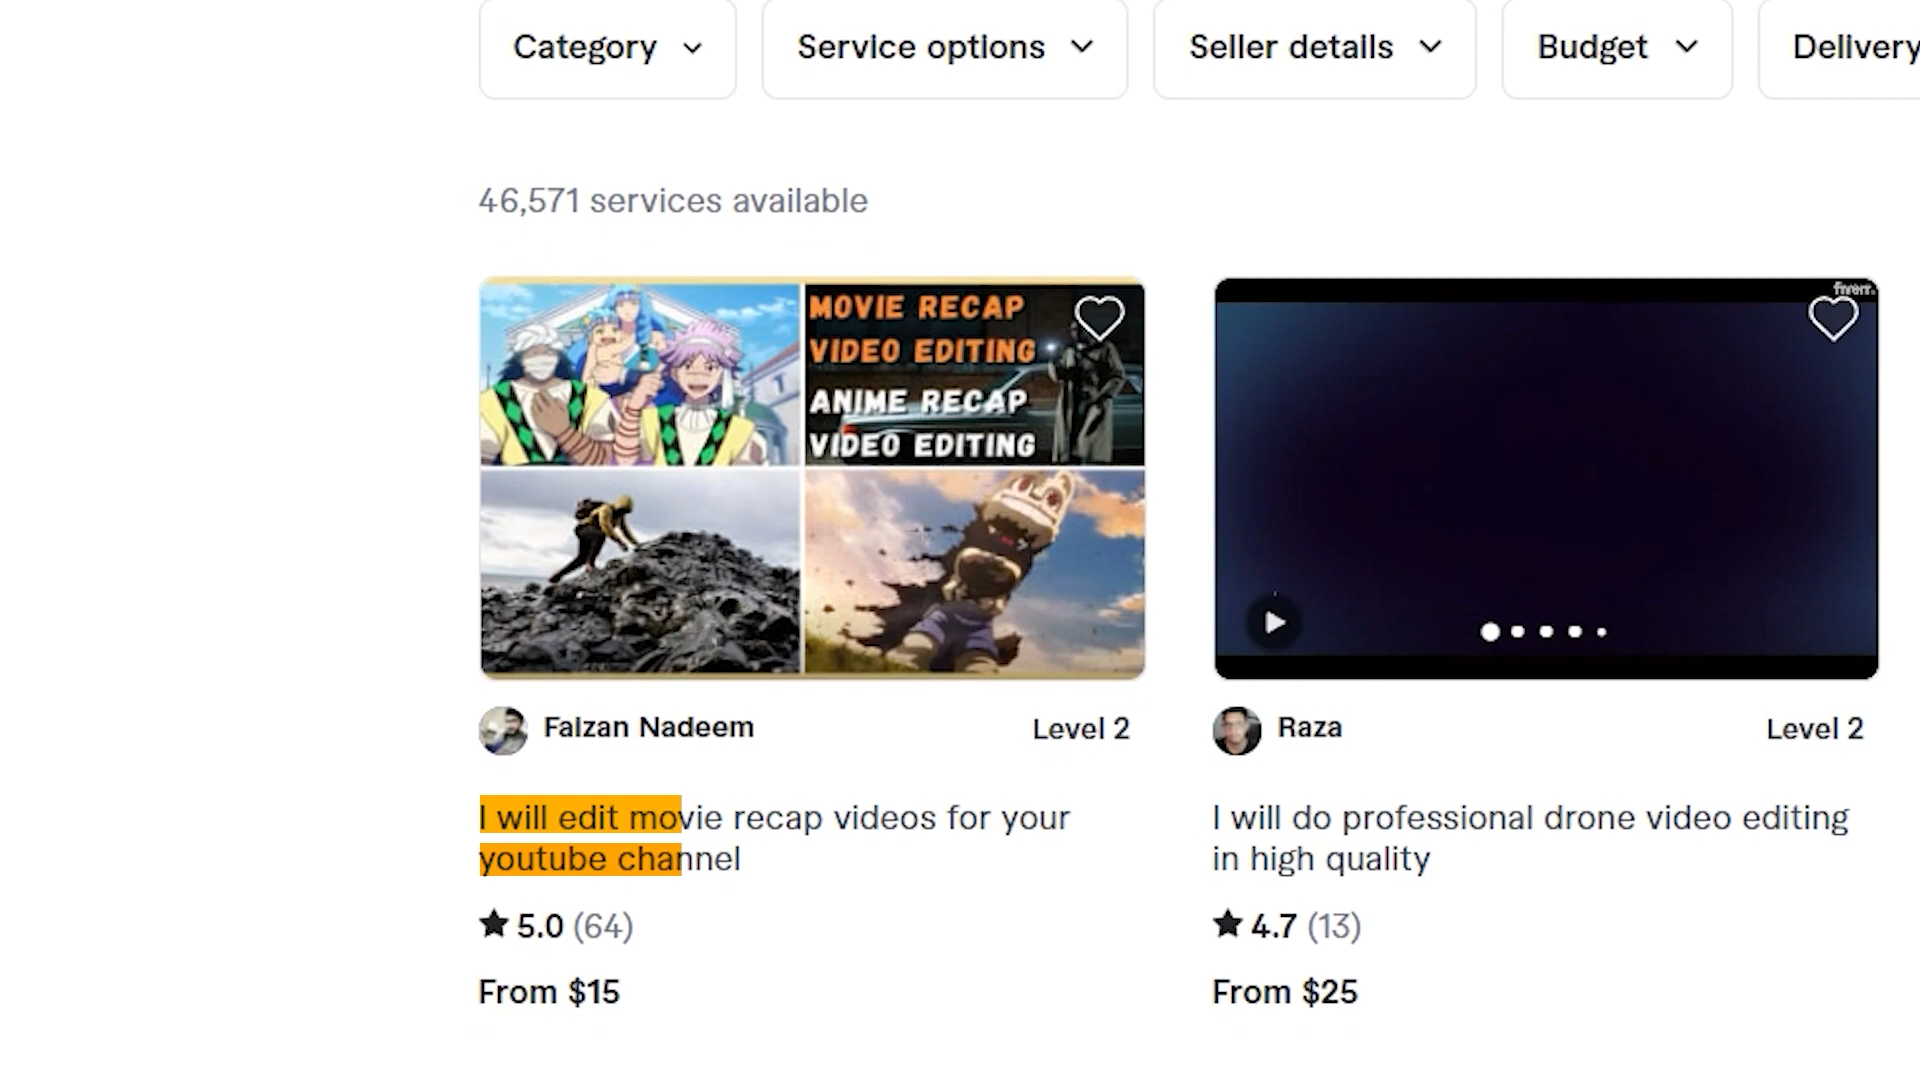 Category
Service options
Seller details
Budget
Delivery
46,571 services available
MOVIE RECAP
VIDEO EDITING
ANIME RECAP
VIDEO EDITING
fiverr.
Faizan Nadeem
Level 2
Raza
Level 2
I will edit movie recap videos for your
youtube channel
I will do professional drone video editing
in high quality
5.0 (64)
4.7 (13)
From $15
From $25